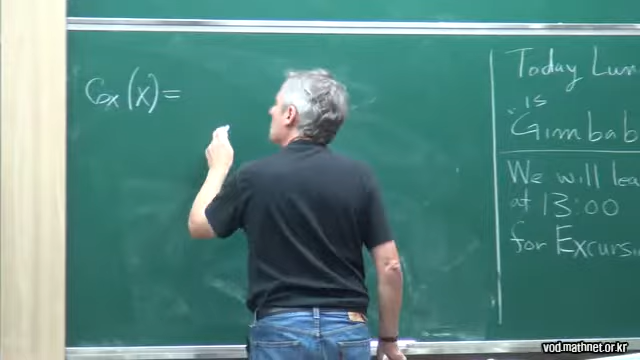 Gx(x)=
Today Lun
is
Gimbab
We will lea
at 13:00
for Excursi
vod.mathnet.or.kr